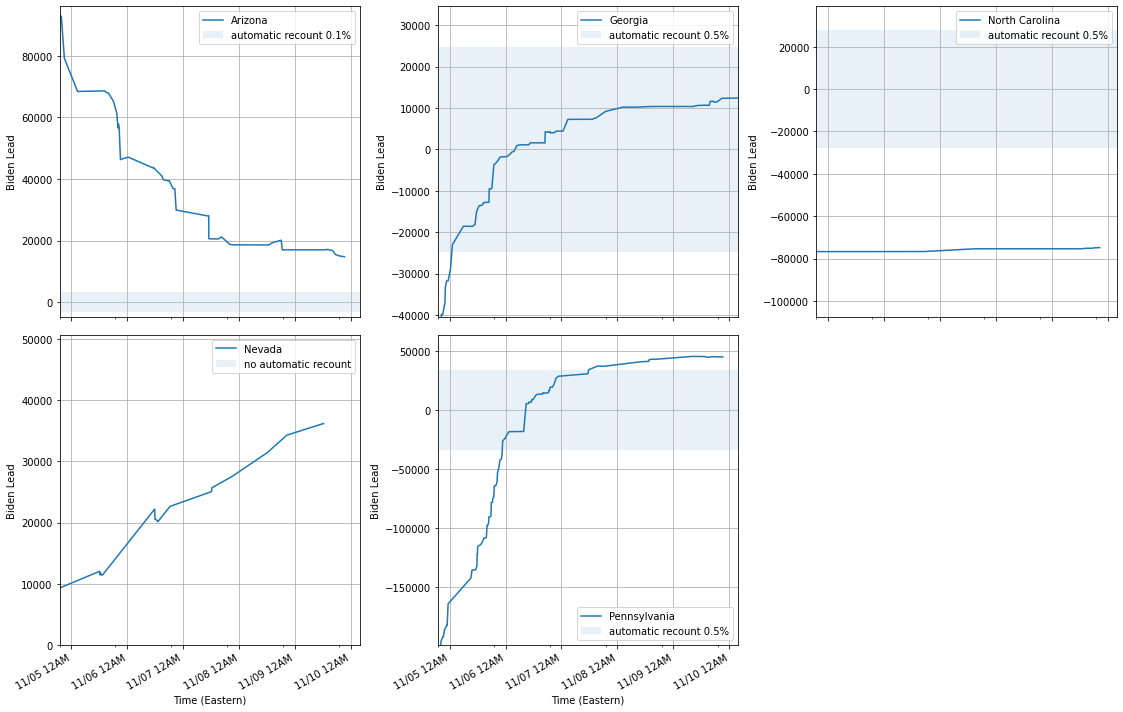 Arizona
automatic recount 0.1%
80000
60000
40000
20000
0
Biden Lead
Georgia
automatic recount 0.5%
30000
20000
10000
0
−10000
−20000
−30000
−40000
Biden Lead
North Carolina
automatic recount 0.5%
20000
0
−20000
−40000
−60000
−80000
−100000
Biden Lead
Nevada
no automatic recount
50000
40000
30000
20000
10000
0
Biden Lead
11/05 12AM
11/06 12AM
11/07 12AM
11/08 12AM
11/09 12AM
11/10 12AM
Time (Eastern)
50000
0
−50000
−100000
−150000
Biden Lead
Pennsylvania
automatic recount 0.5%
11/05 12AM
11/06 12AM
11/07 12AM
11/08 12AM
11/09 12AM
11/10 12AM
Time (Eastern)